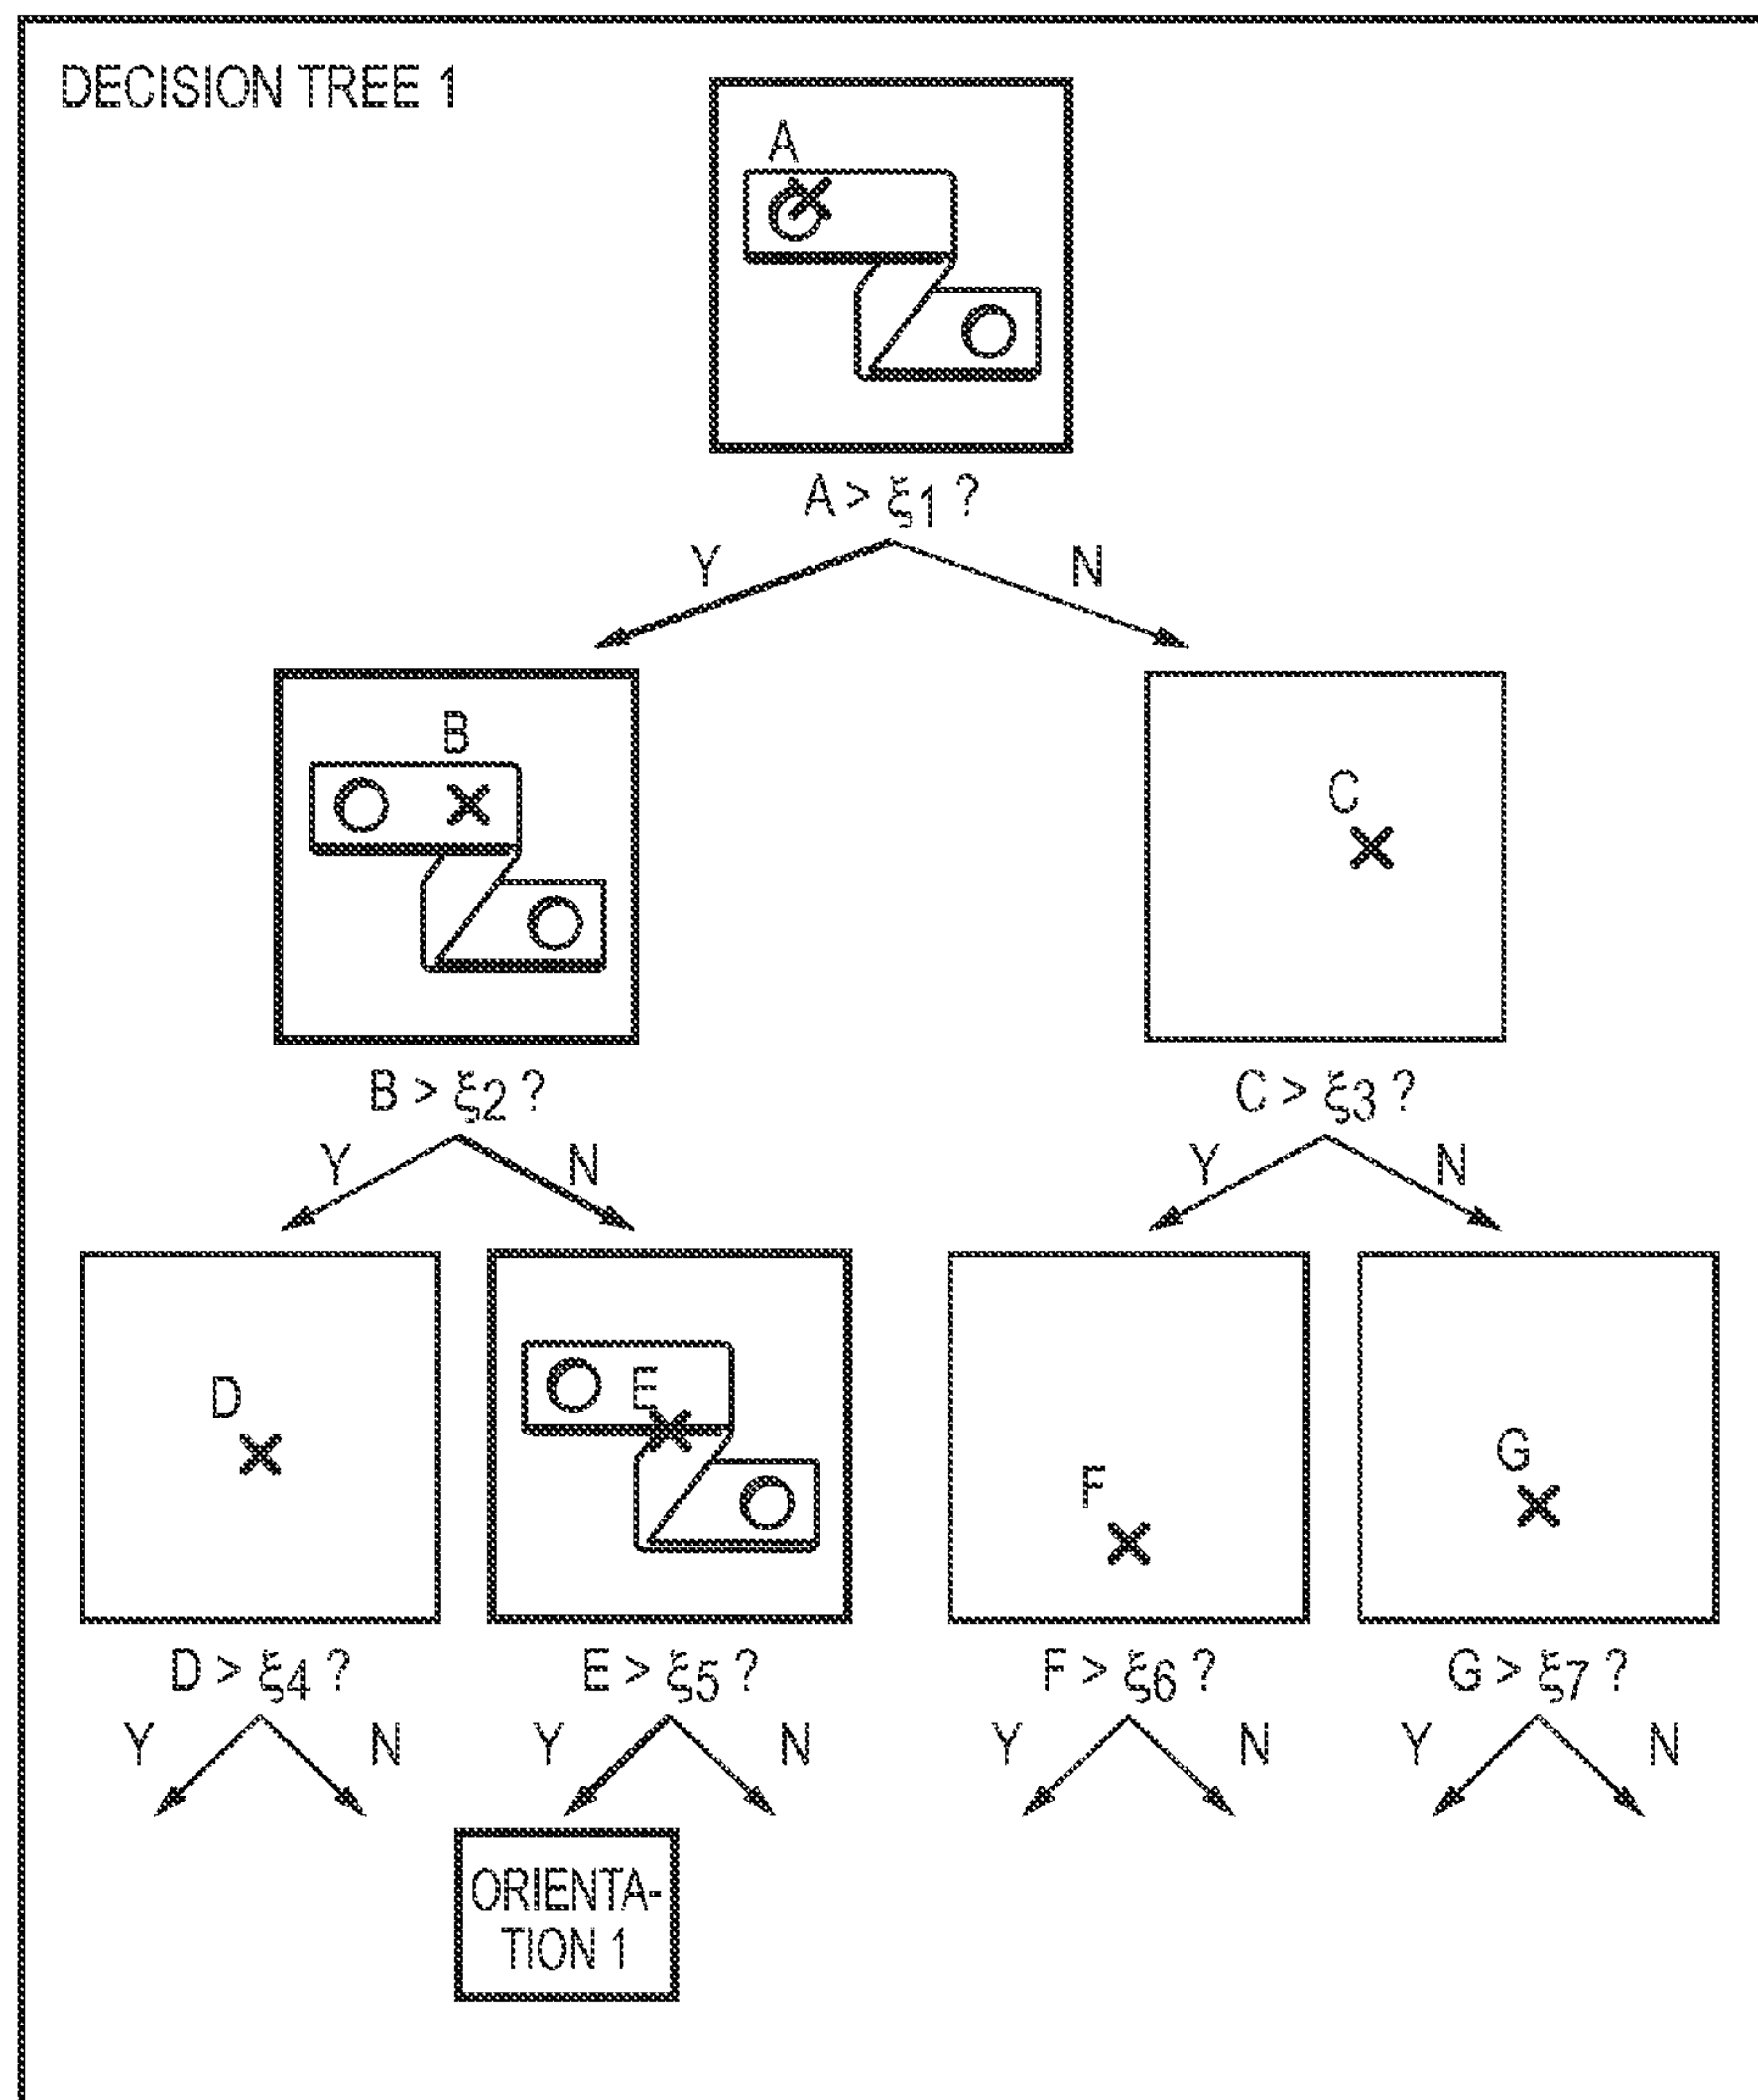 DECISION TREE 1
A
A > ξ1 ?
Y N
B
C
B > ξ2 ?
C > ξ3 ?
Y N
Y N
D
E
F
G
D > ξ4 ?
E > ξ5 ?
F > ξ6 ?
G > ξ7 ?
Y N
Y N
Y N
Y N
ORIENTA-
TION 1